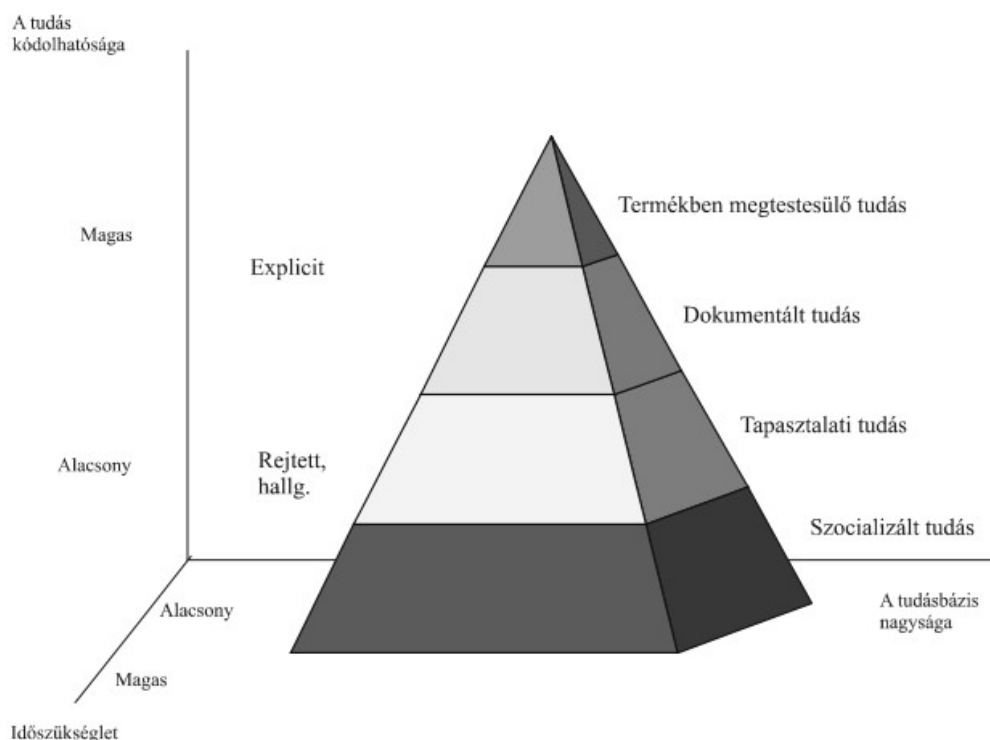 A tudás
kódolhatósága
Magas
Explicit
Termékben megtestesülő tudás
Dokumentált tudás
Tapasztalati tudás
Alacsony
Rejtett,
hallg.
Szocializált tudás
Alacsony
A tudásbázis
nagysága
Magas
Időszükséglet